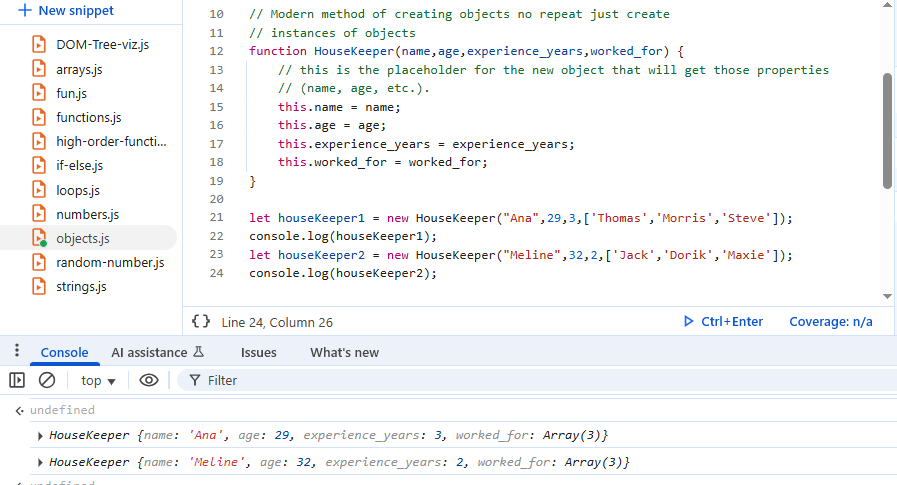 New snippet
DOM-Tree-viz.js
arrays.js
fun.js
functions.js
high-order-functi...
if-else.js
loops.js
numbers.js
objects.js
random-number.js
strings.js
10 // Modern method of creating objects no repeat just create
11 // instances of objects
12 function HouseKeeper(name,age,experience_years,worked_for) {
13 // this is the placeholder for the new object that will get those properties
14 // (name, age, etc.).
15 this.name = name;
16 this.age = age;
17 this.experience_years = experience_years;
18 this.worked_for = worked_for;
19 }
20
21 let houseKeeper1 = new HouseKeeper("Ana",29,3,['Thomas','Morris','Steve']);
22 console.log(houseKeeper1);
23 let houseKeeper2 = new HouseKeeper("Meline",32,2,['Jack','Dorik','Maxie']);
24 console.log(houseKeeper2);
{} Line 24, Column 26 Ctrl+Enter Coverage: n/a
Console AI assistance Issues What's new
top Filter
undefined
HouseKeeper {name: 'Ana', age: 29, experience_years: 3, worked_for: Array(3)}
HouseKeeper {name: 'Meline', age: 32, experience_years: 2, worked_for: Array(3)}
undefined